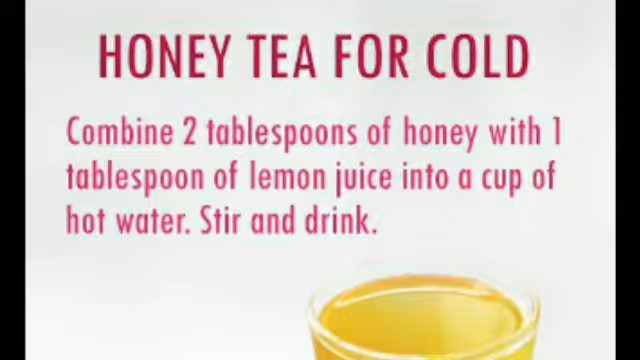 HONEY TEA FOR COLD
Combine 2 tablespoons of honey with 1
tablespoon of lemon juice into a cup of
hot water. Stir and drink.